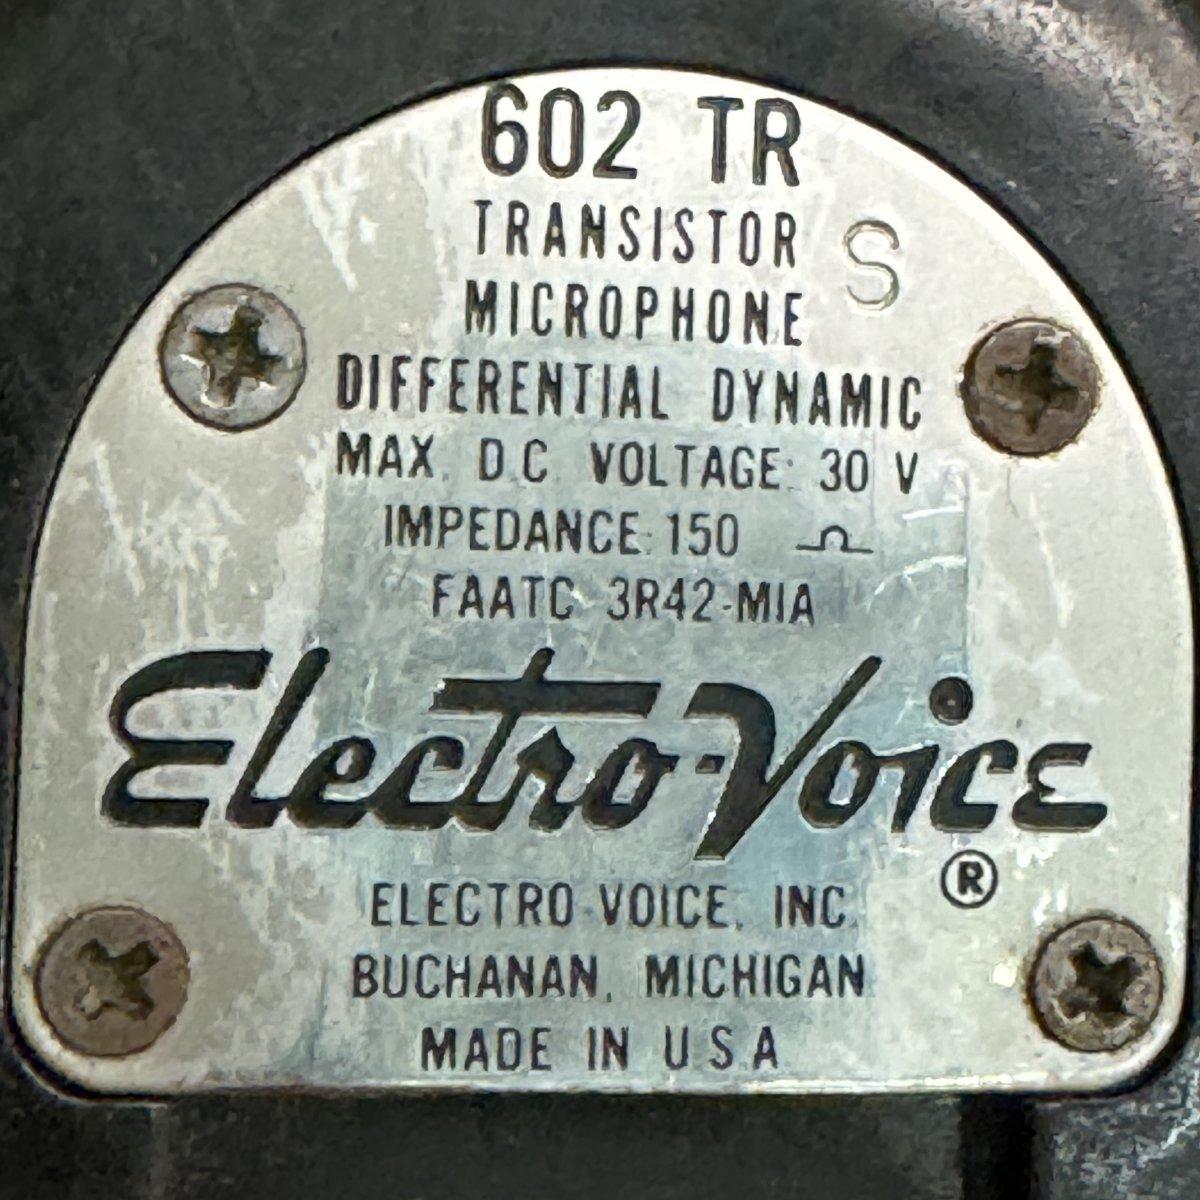 602 TR
TRANSISTOR
S
MICROPHONE
DIFFERENTIAL DYNAMIC
MAX. D.C. VOLTAGE: 30 V
IMPEDANCE: 150 Ω
FAATC 3R42-MIA
Electro-Voice
®
ELECTRO-VOICE, INC.
BUCHANAN, MICHIGAN
MADE IN U.S.A.